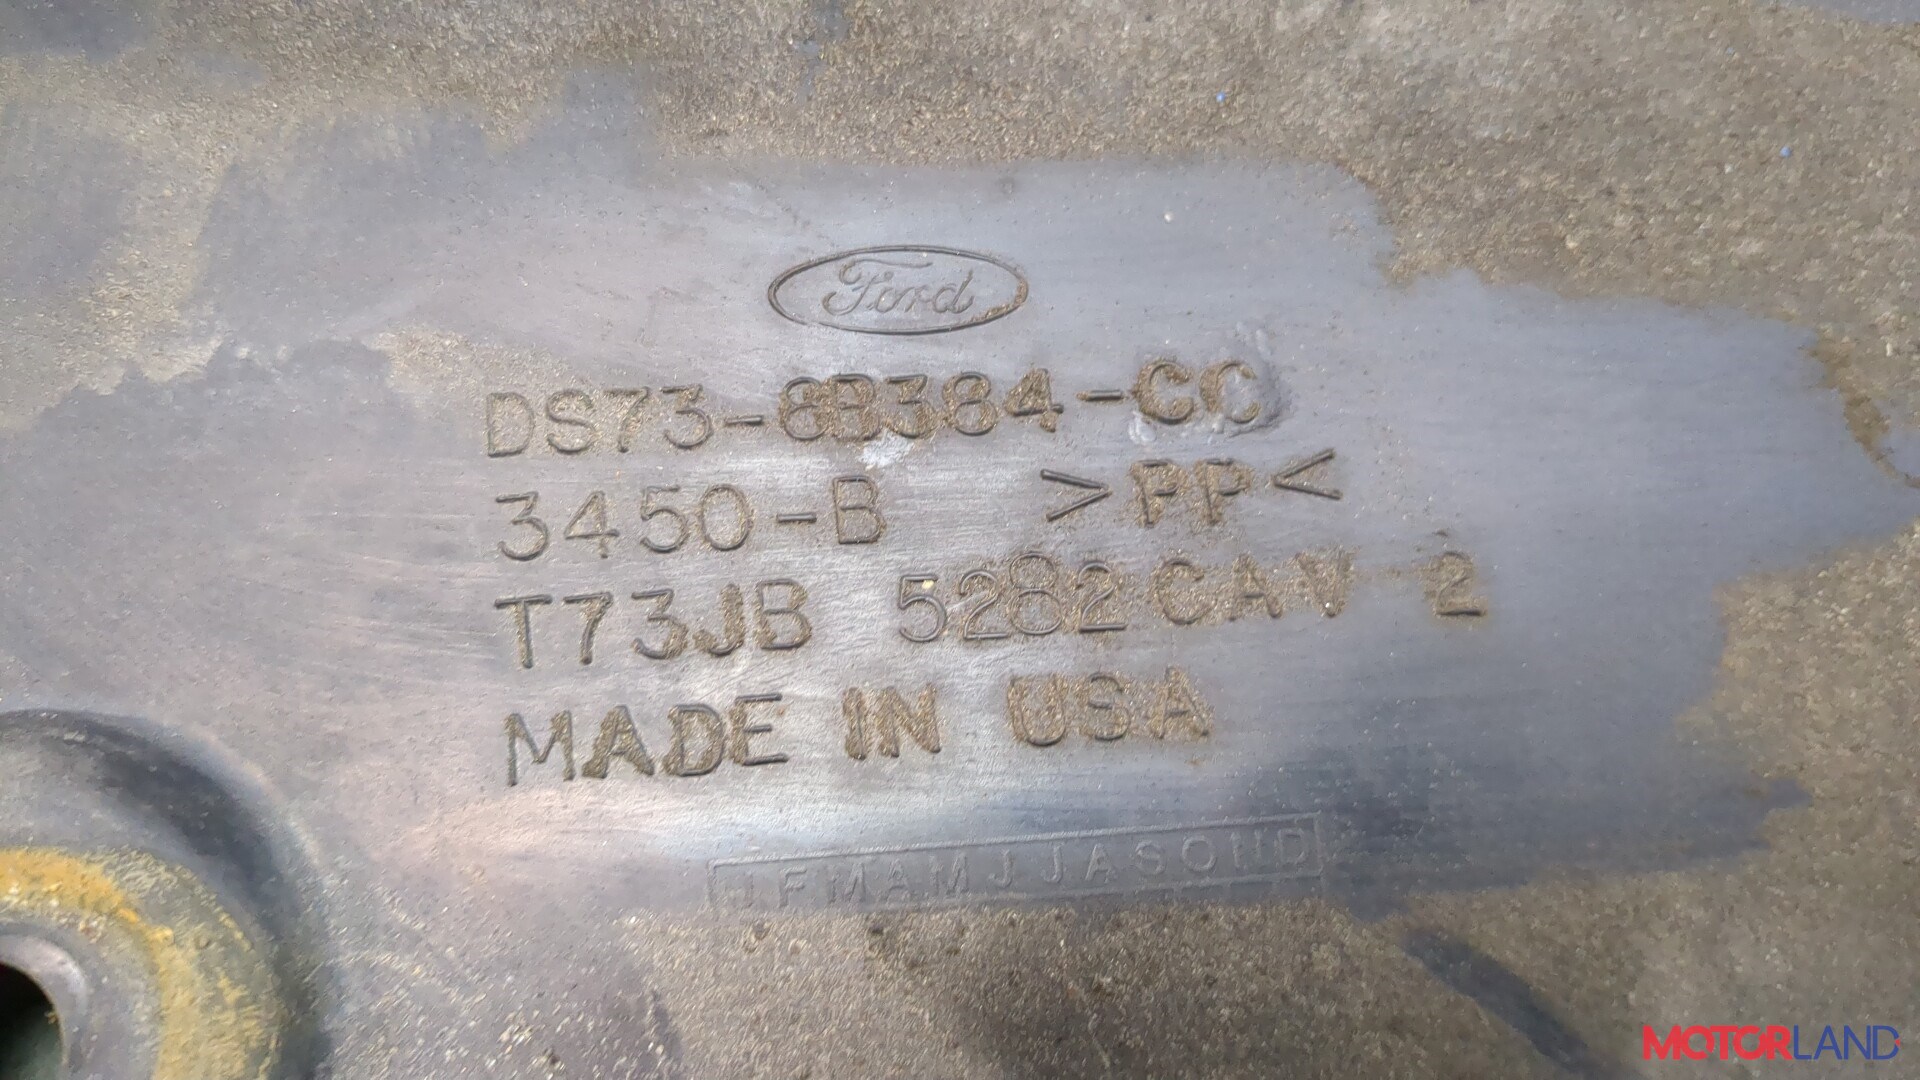 Ford
DS73-8B384-CC
3450-B >PP<
T73JB 5282 CAV 2
MADE IN USA
JFMAMJJASOND
MOTORLAND